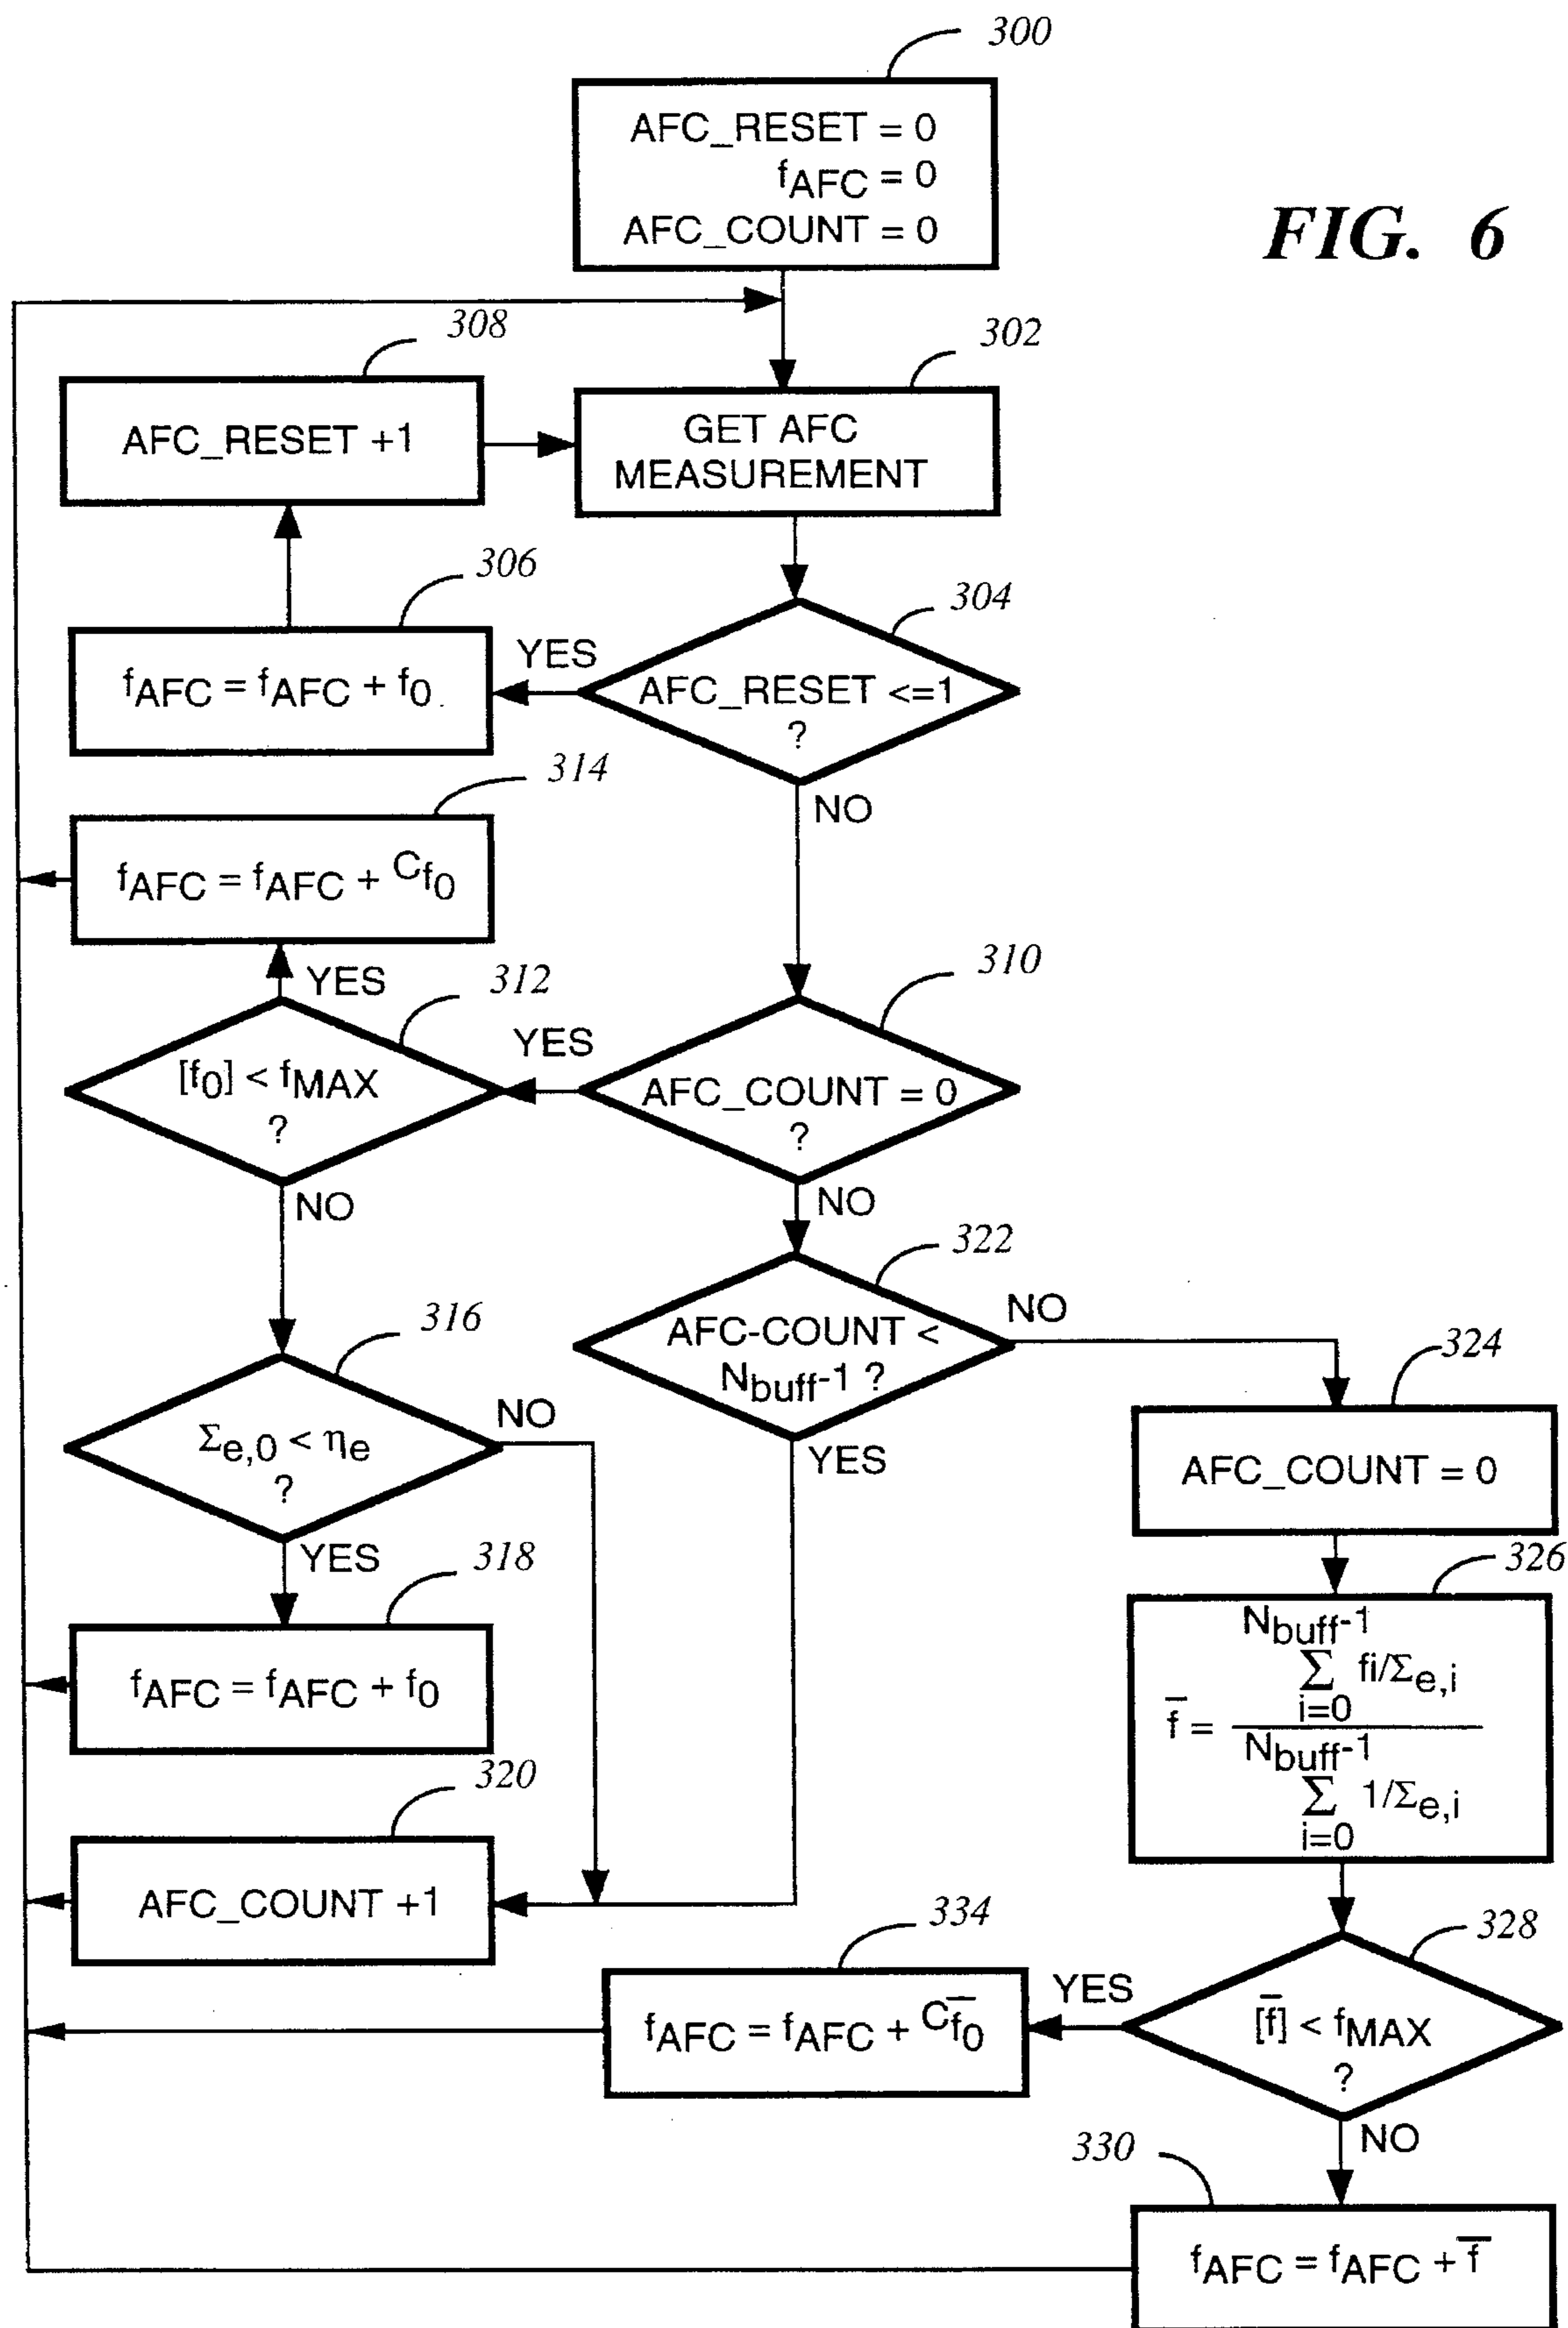 300
AFC_RESET = 0
fAFC = 0
AFC_COUNT = 0
FIG. 6
308
302
AFC_RESET +1
GET AFC
MEASUREMENT
306
304
YES
fAFC = fAFC + f0
AFC_RESET <=1
?
314
NO
fAFC = fAFC + Cf0
310
YES
312
YES
[f0] < fMAX
?
AFC_COUNT = 0
?
NO
NO
322
316
NO
AFC-COUNT <
Nbuff-1 ?
324
NO
Σe,0 < ηe
?
YES
AFC_COUNT = 0
YES
318
326
fAFC = fAFC + f0
Nbuff-1
Σ fi/Σe,i
i=0
f̅ =
Nbuff-1
Σ 1/Σe,i
i=0
320
AFC_COUNT +1
334
328
YES
fAFC = fAFC + Cf̅0
[f̅] < fMAX
?
NO
330
fAFC = fAFC + f̅